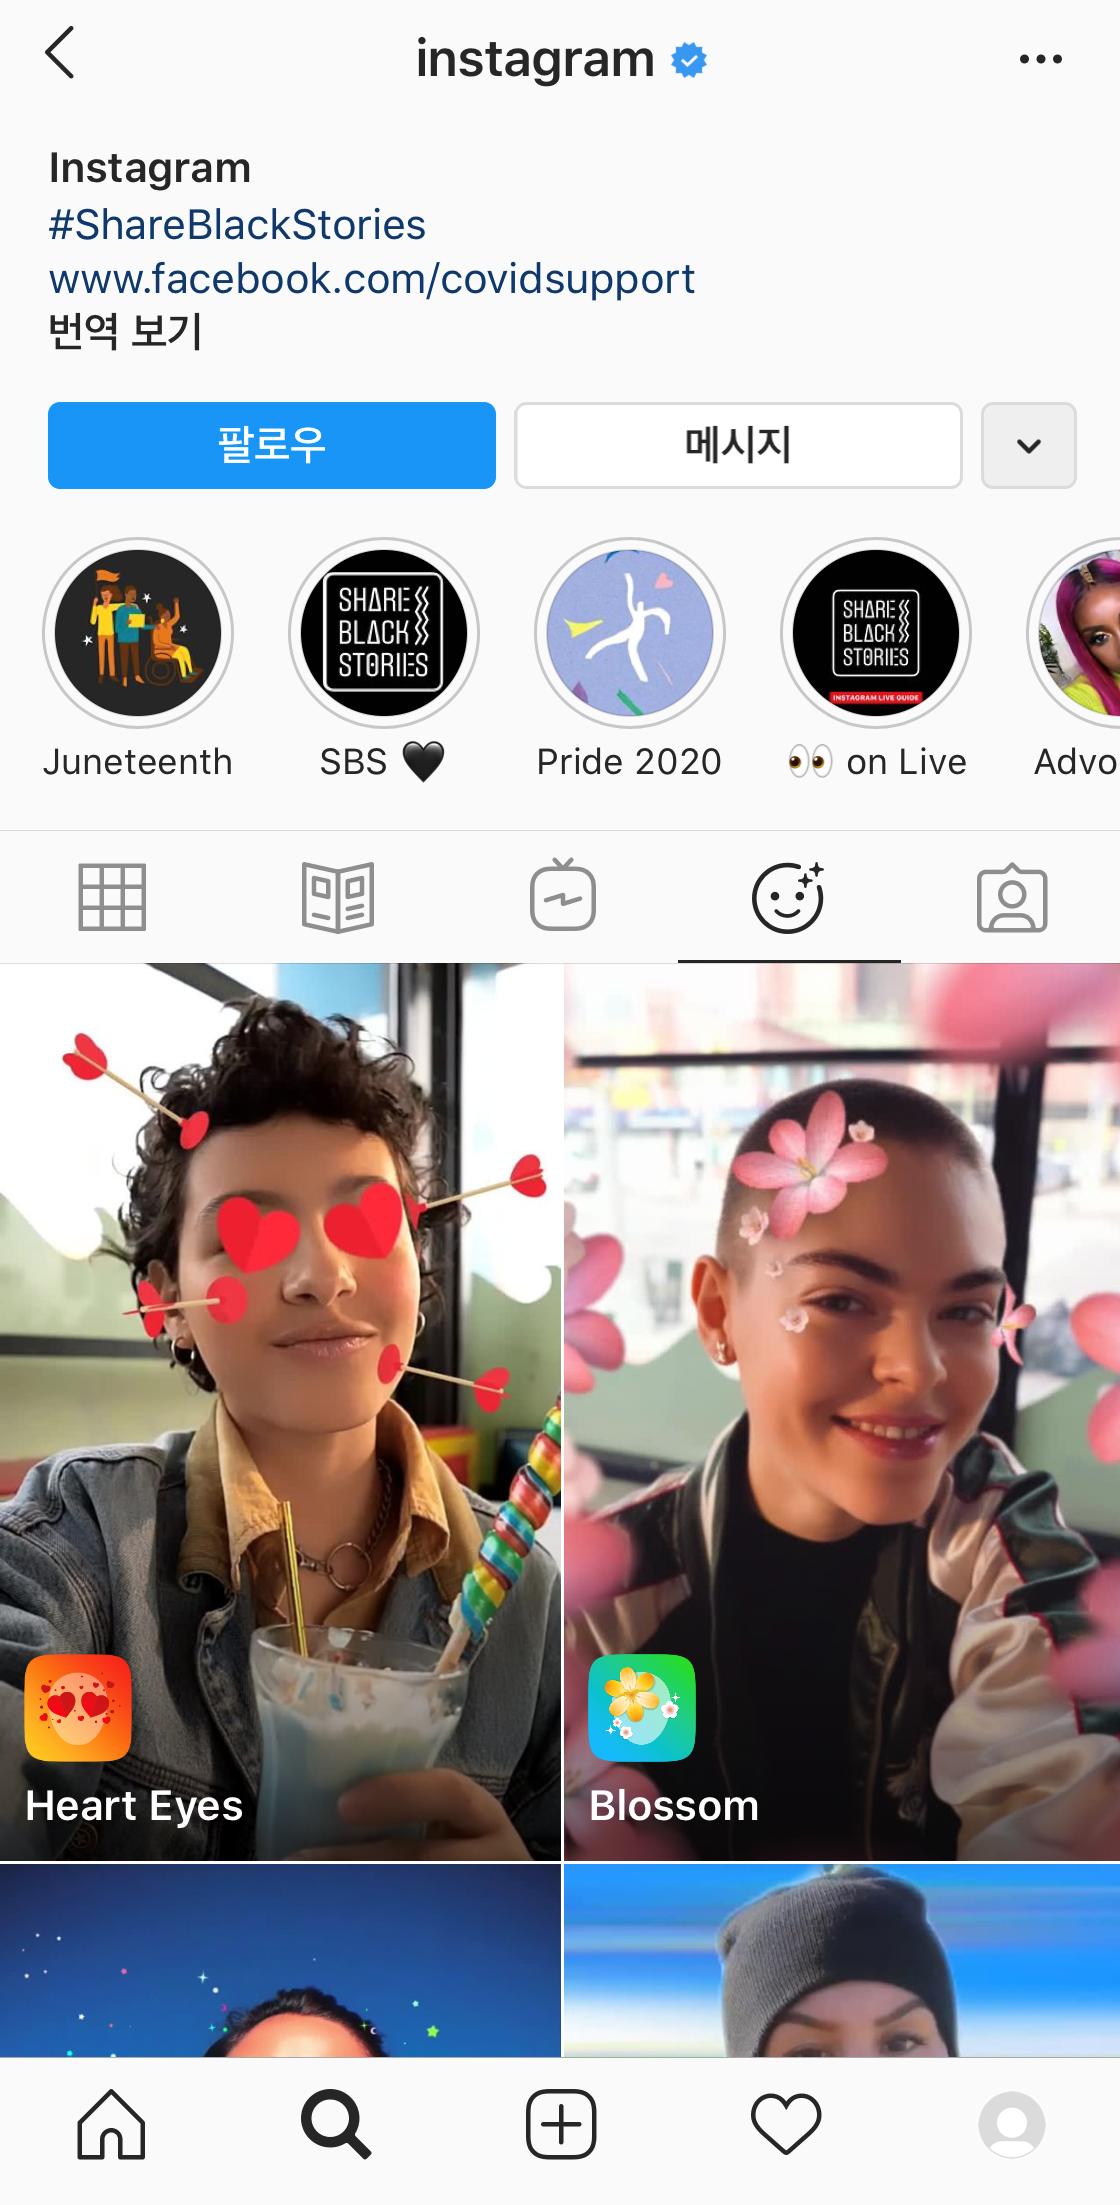 instagram
Instagram
#ShareBlackStories
www.facebook.com/covidsupport
번역 보기
팔로우
메시지
SHARE
BLACK
STORIES
SHARE
BLACK
STORIES
INSTAGRAM LIVE GUIDE
Juneteenth
SBS 🖤
Pride 2020
👀 on Live
Advo
Heart Eyes
Blossom